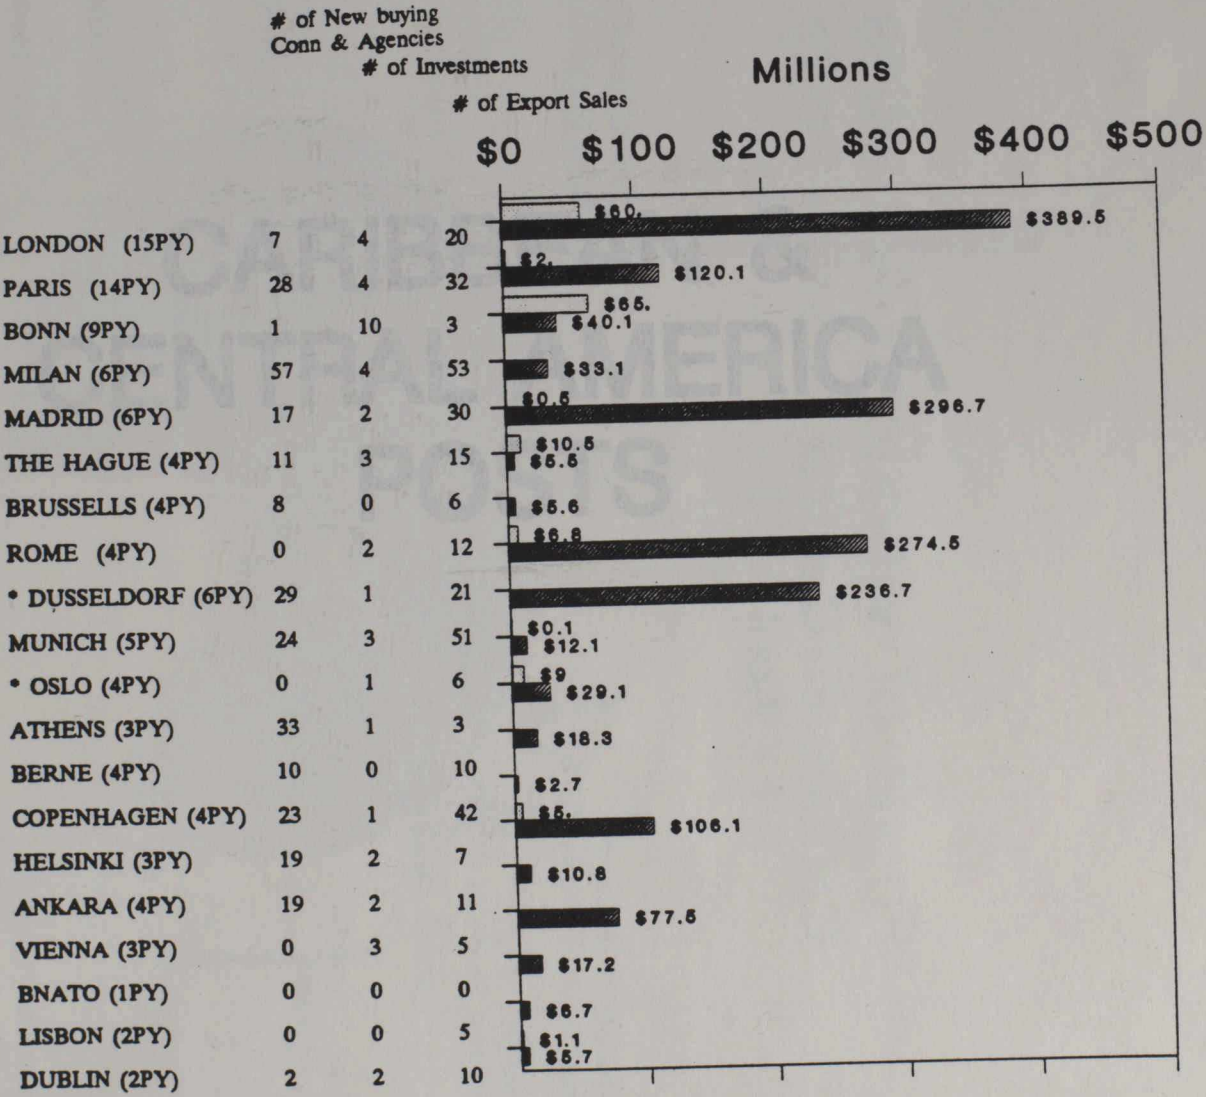 # of New buying
Conn & Agencies
# of Investments
Millions
# of Export Sales
$0 $100 $200 $300 $400 $500
$60.
LONDON (15PY) 7 4 20 $389.5
$2.
PARIS (14PY) 28 4 32 $120.1
$65.
BONN (9PY) 1 10 3 $40.1
MILAN (6PY) 57 4 53 $33.1
$0.5
MADRID (6PY) 17 2 30 $296.7
$10.5
THE HAGUE (4PY) 11 3 15 $5.5
BRUSSELLS (4PY) 8 0 6 $5.6
$6.8
ROME (4PY) 0 2 12 $274.5
* DUSSELDORF (6PY) 29 1 21 $236.7
$0.1
MUNICH (5PY) 24 3 51 $12.1
$9
* OSLO (4PY) 0 1 6 $29.1
ATHENS (3PY) 33 1 3 $18.3
BERNE (4PY) 10 0 10 $2.7
$5.
COPENHAGEN (4PY) 23 1 42 $106.1
HELSINKI (3PY) 19 2 7 $10.8
ANKARA (4PY) 19 2 11 $77.5
VIENNA (3PY) 0 3 5 $17.2
BNATO (1PY) 0 0 0 $6.7
$1.1
LISBON (2PY) 0 0 5 $5.7
DUBLIN (2PY) 2 2 10
CARIBBEAN &
CENTRAL AMERICA
POSTS